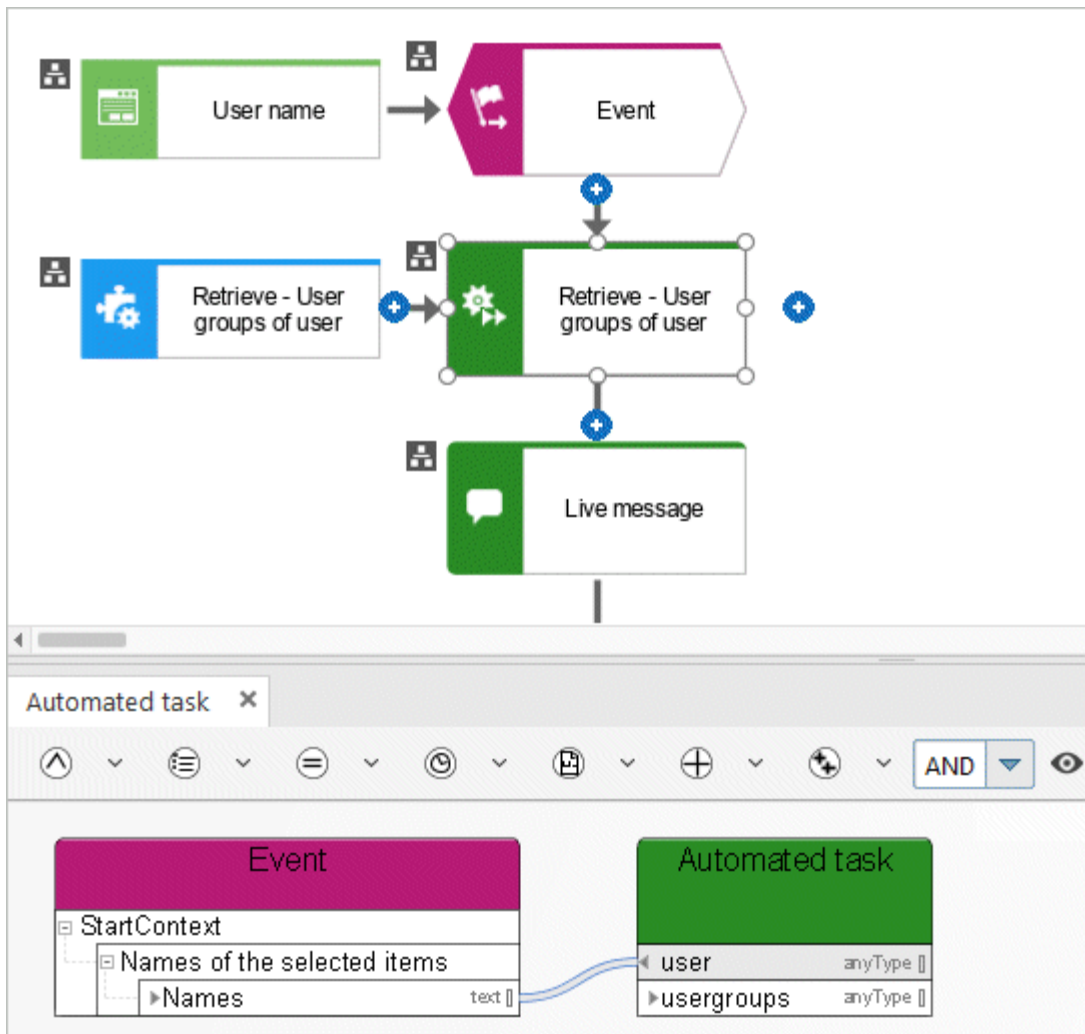 User name
Event
Retrieve - User
groups of user
Retrieve - User
groups of user
Live message
Automated task
AND
Event
Automated task
StartContext
Names of the selected items
Names text []
user anyType []
usergroups anyType []